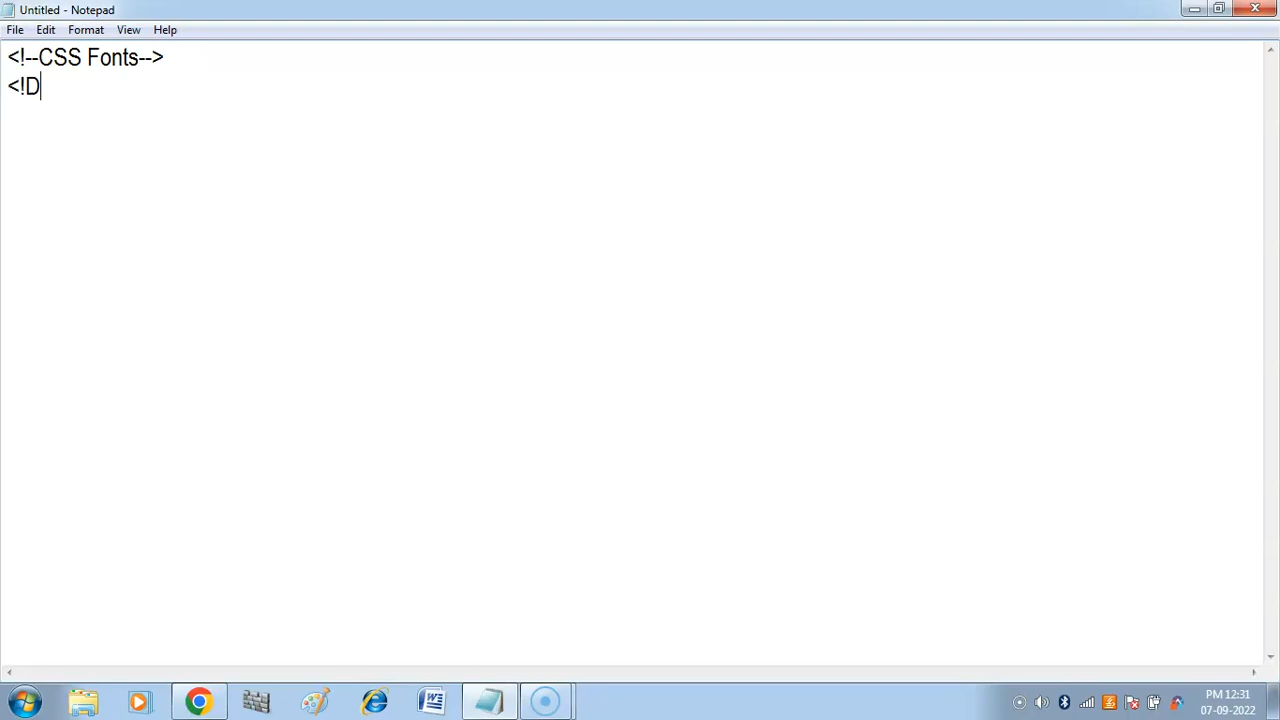 Untitled - Notepad
File Edit Format View Help
<!--CSS Fonts-->
<!D
PM 12:31
07-09-2022